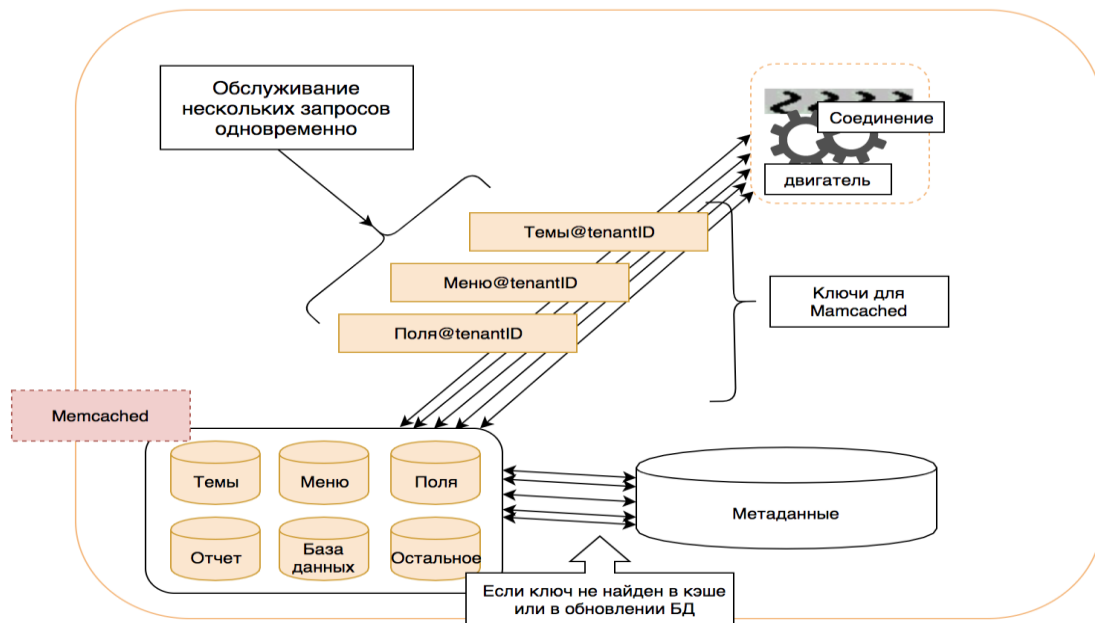 Обслуживание
нескольких запросов
одновременно
Соединение
двигатель
Темы@tenantID
Меню@tenantID
Поля@tenantID
Ключи для
Mamcached
Memcached
Темы
Меню
Поля
Отчет
База
данных
Остальное
Метаданные
Если ключ не найден в кэше
или в обновлении БД